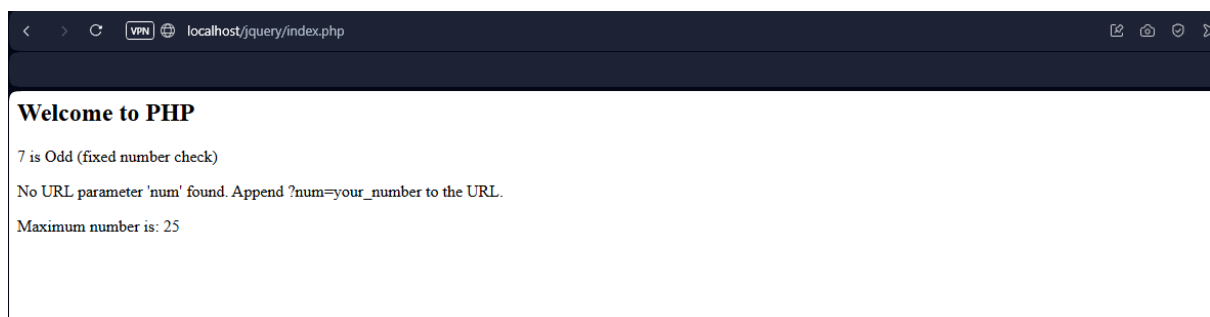 VPN localhost/jquery/index.php
Welcome to PHP
7 is Odd (fixed number check)
No URL parameter 'num' found. Append ?num=your_number to the URL.
Maximum number is: 25